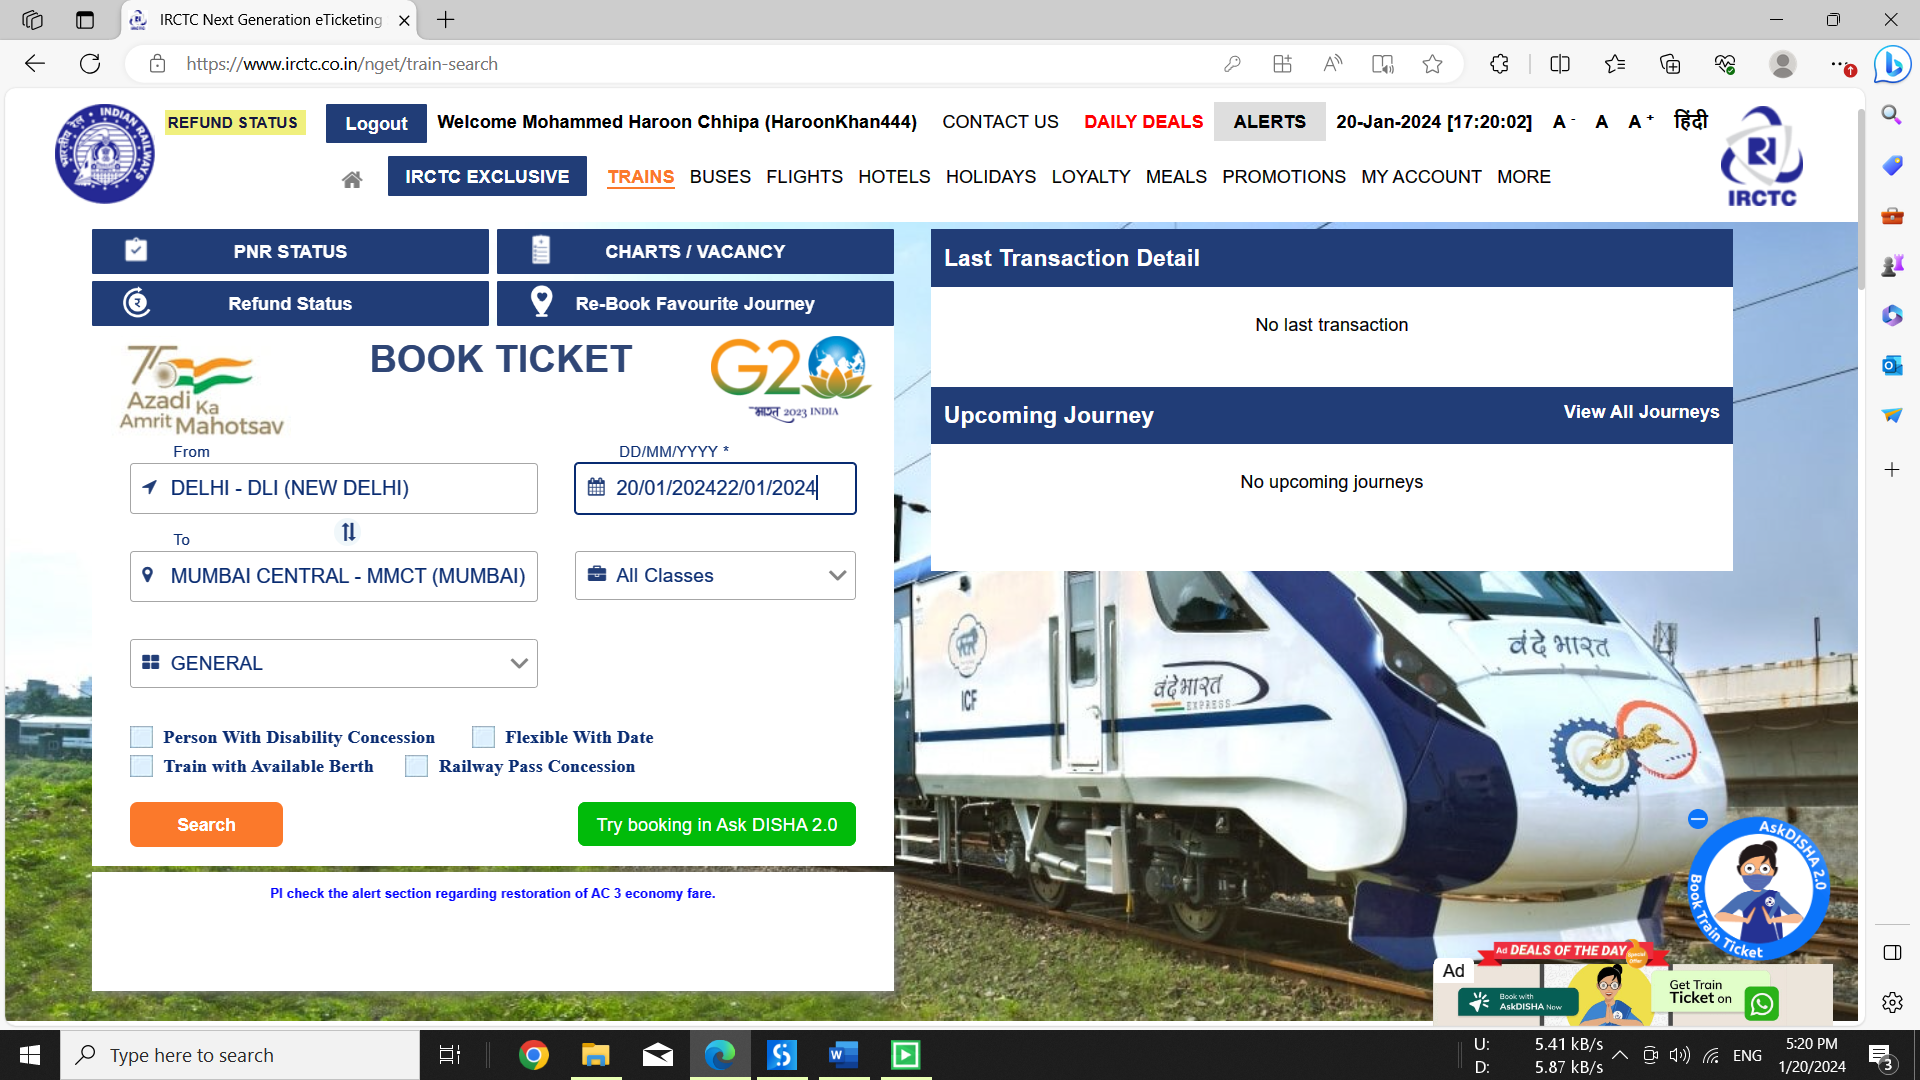 IRCTC Next Generation eTicketing
https://www.irctc.co.in/nget/train-search
REFUND STATUS
Logout
Welcome Mohammed Haroon Chhipa (HaroonKhan444)
CONTACT US
DAILY DEALS
ALERTS
20-Jan-2024 [17:20:02]
A -
A
A +
हिंदी
IRCTC EXCLUSIVE
TRAINS
BUSES
FLIGHTS
HOTELS
HOLIDAYS
LOYALTY
MEALS
PROMOTIONS
MY ACCOUNT
MORE
IRCTC
PNR STATUS
CHARTS / VACANCY
Refund Status
Re-Book Favourite Journey
75
Azadi Ka
Amrit Mahotsav
BOOK TICKET
G20
भारत 2023 INDIA
From
DELHI - DLI (NEW DELHI)
DD/MM/YYYY *
20/01/202422/01/2024
To
MUMBAI CENTRAL - MMCT (MUMBAI)
All Classes
GENERAL
Person With Disability Concession
Flexible With Date
Train with Available Berth
Railway Pass Concession
Search
Try booking in Ask DISHA 2.0
Pl check the alert section regarding restoration of AC 3 economy fare.
Last Transaction Detail
No last transaction
Upcoming Journey
View All Journeys
No upcoming journeys
वंदे भारत
ICF
वंदे भारत
EXPRESS
AskDISHA 2.0
Book Train Ticket
Ad
Ad DEALS OF THE DAY
Special Offer
Book with
AskDISHA Now
Get Train
Ticket on
Type here to search
U: 5.41 kB/s
D: 5.87 kB/s
ENG
5:20 PM
1/20/2024
3